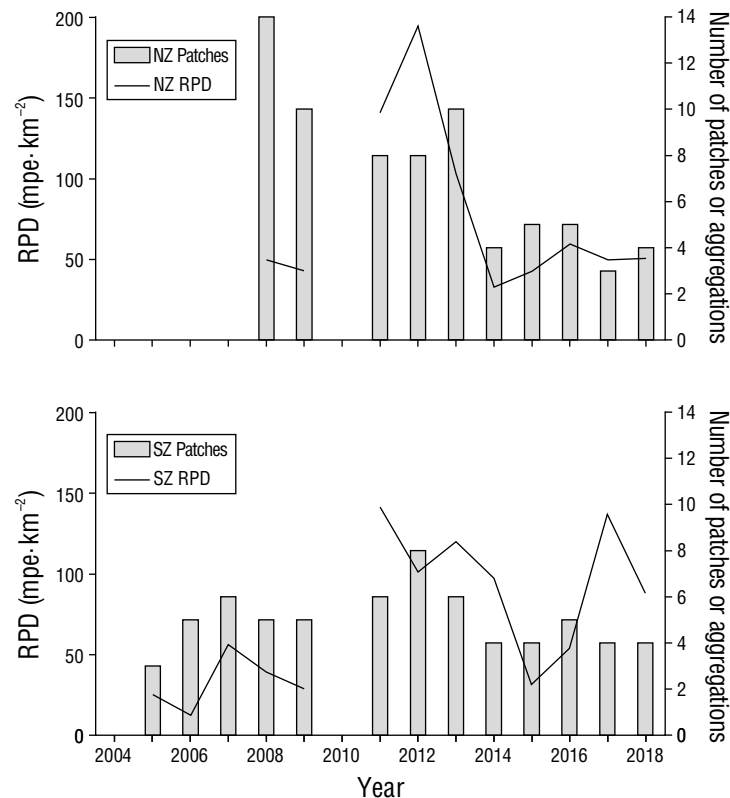 200
150
100
50
0
RPD (mpe·km⁻²)
NZ Patches
NZ RPD
14
12
10
8
6
4
2
0
Number of patches or aggregations
200
150
100
50
0
RPD (mpe·km⁻²)
SZ Patches
SZ RPD
14
12
10
8
6
4
2
0
Number of patches or aggregations
2004 2006 2008 2010 2012 2014 2016 2018
Year